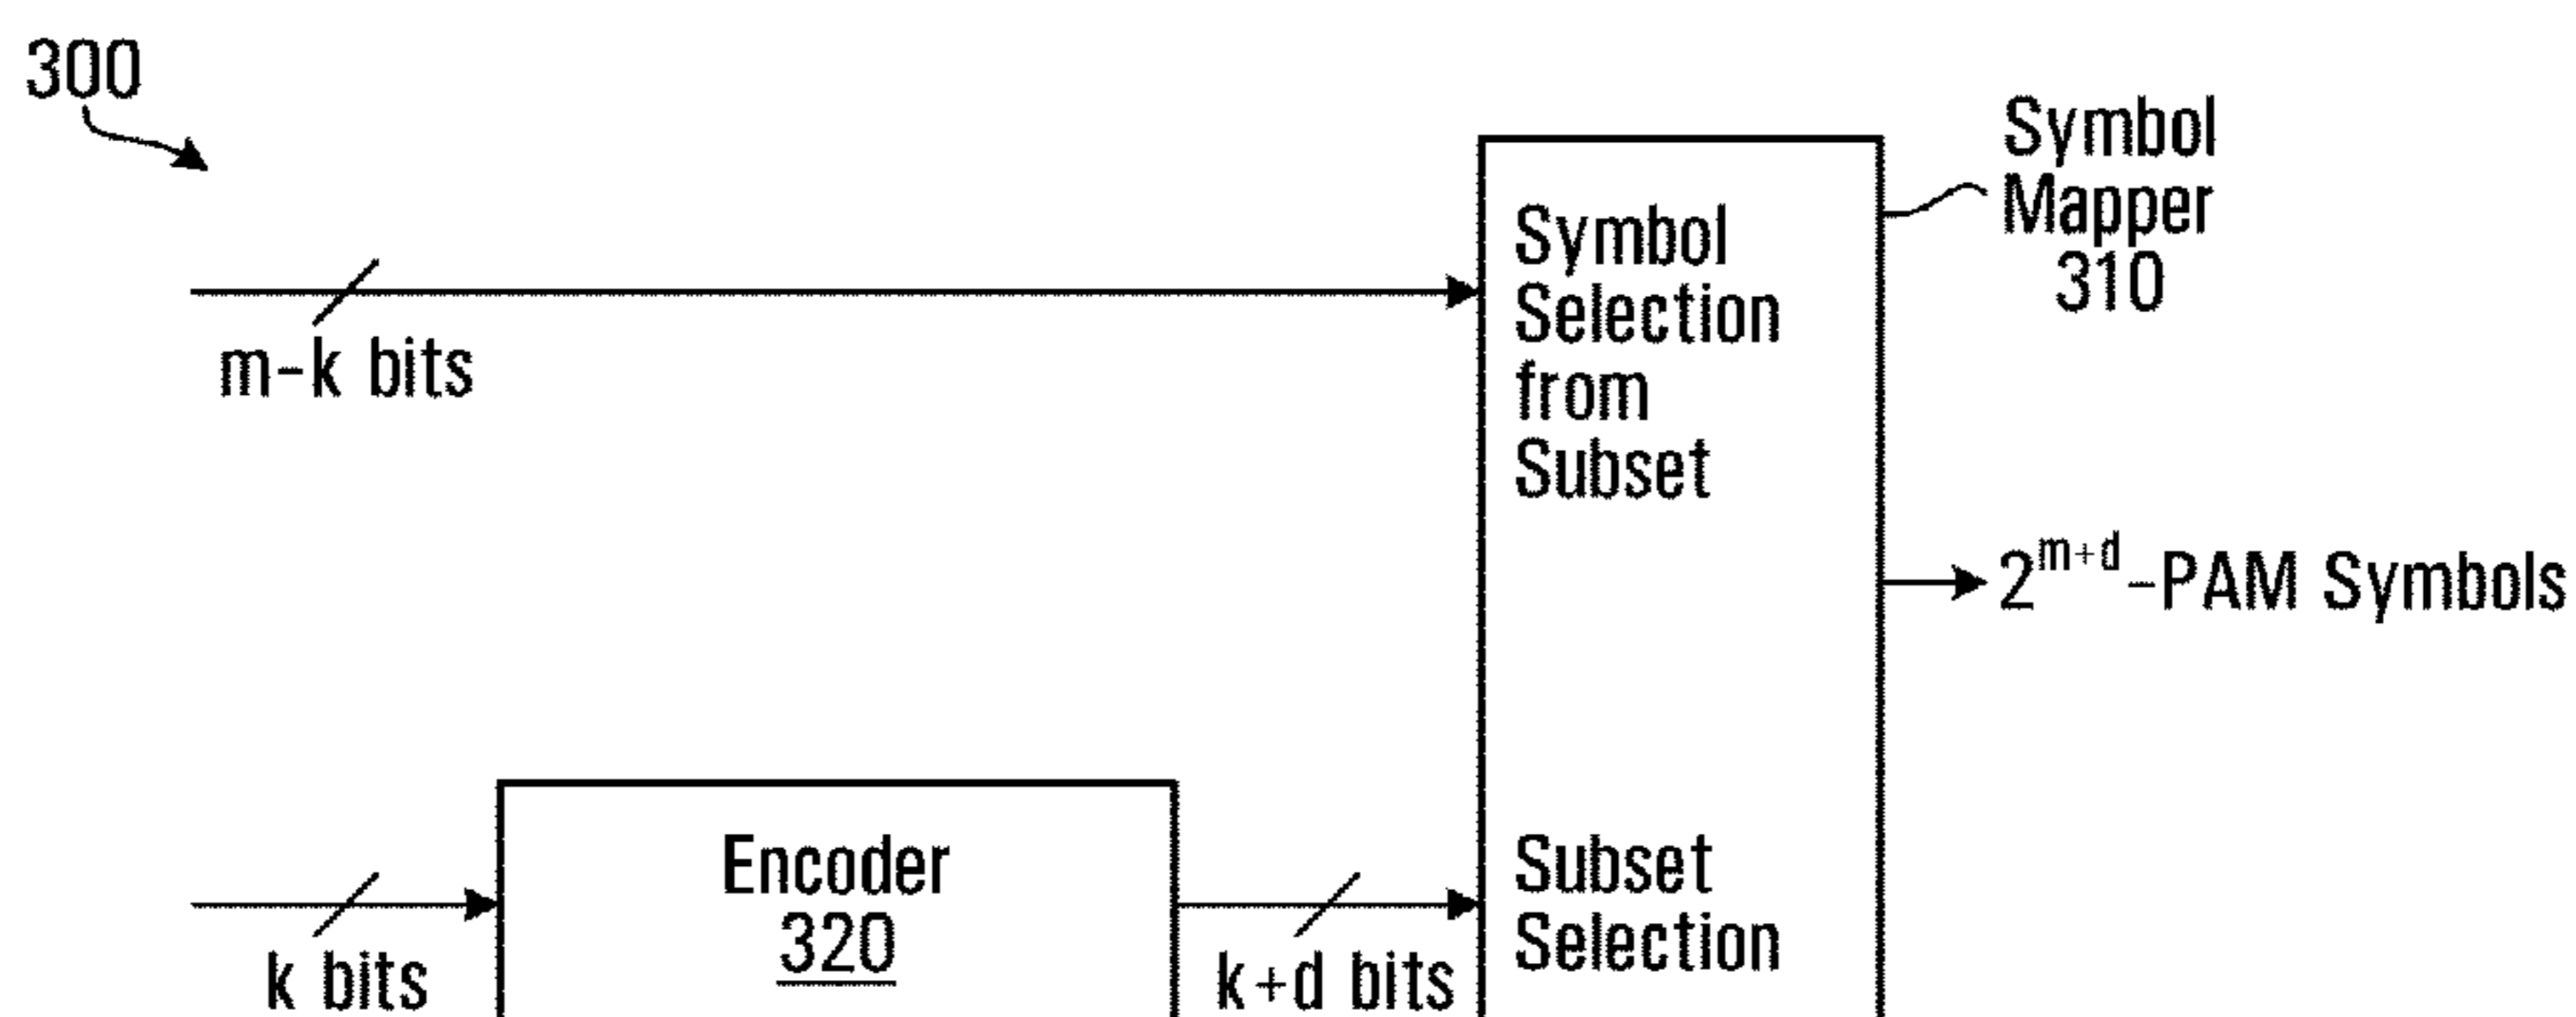 300
Symbol
Mapper
310
Symbol
Selection
from
Subset
m-k bits
2^{m+d}-PAM Symbols
Encoder
320
Subset
Selection
k bits
k+d bits